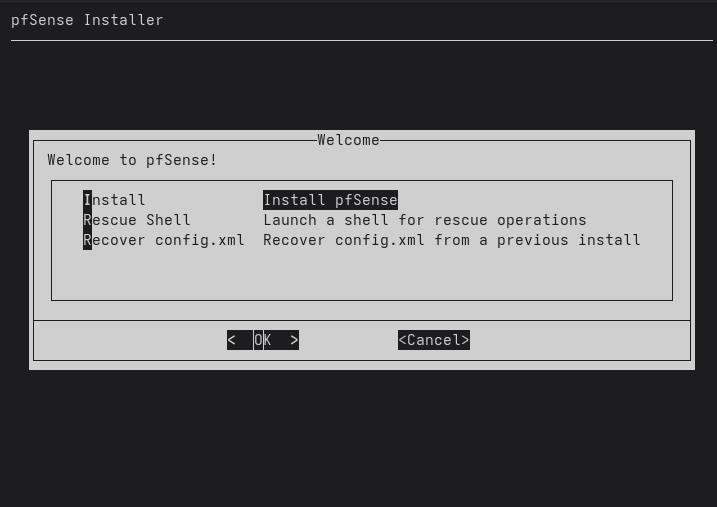 pfSense Installer
Welcome
Welcome to pfSense!
Install Install pfSense
Rescue Shell Launch a shell for rescue operations
Recover config.xml Recover config.xml from a previous install
< OK > <Cancel>